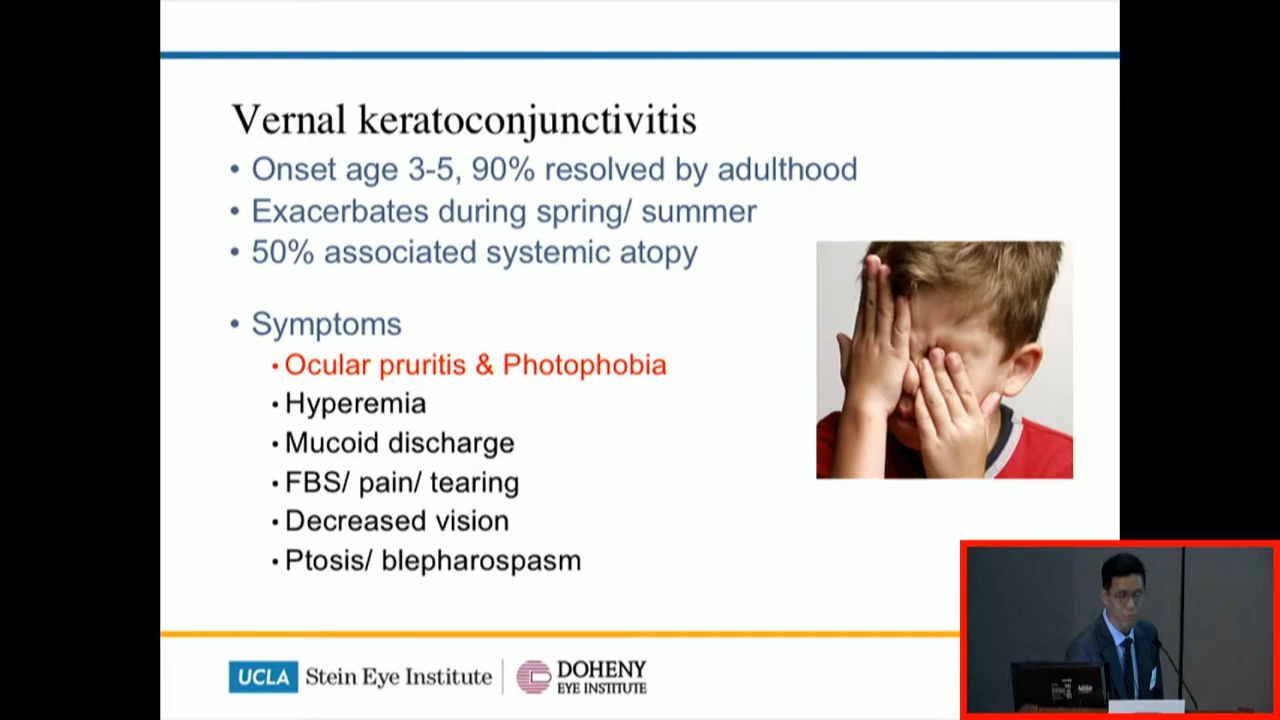 Vernal keratoconjunctivitis
• Onset age 3-5, 90% resolved by adulthood
• Exacerbates during spring/ summer
• 50% associated systemic atopy
• Symptoms
• Ocular pruritis & Photophobia
• Hyperemia
• Mucoid discharge
• FBS/ pain/ tearing
• Decreased vision
• Ptosis/ blepharospasm
UCLA Stein Eye Institute
DOHENY
EYE INSTITUTE